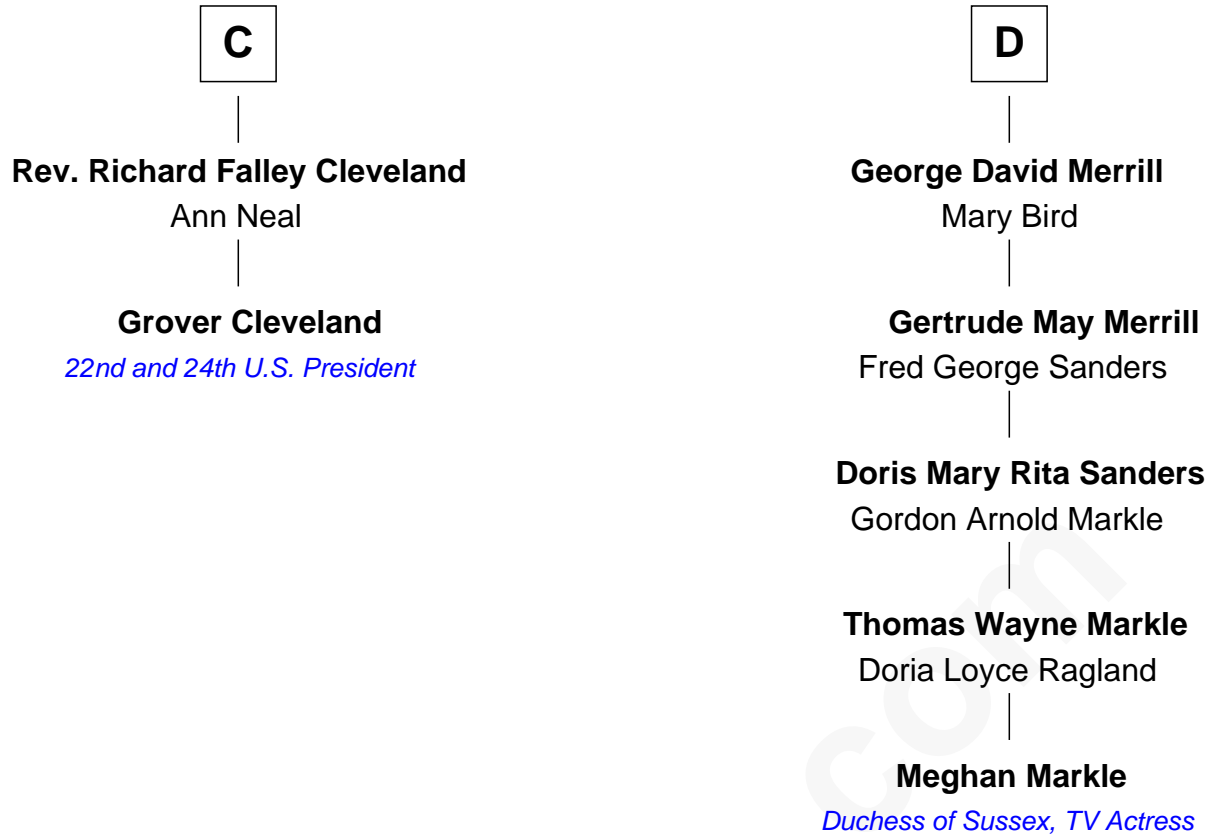 C
Rev. Richard Falley Cleveland
Ann Neal
Grover Cleveland
22nd and 24th U.S. President
D
George David Merrill
Mary Bird
Gertrude May Merrill
Fred George Sanders
Doris Mary Rita Sanders
Gordon Arnold Markle
Thomas Wayne Markle
Doria Loyce Ragland
Meghan Markle
Duchess of Sussex, TV Actress
com